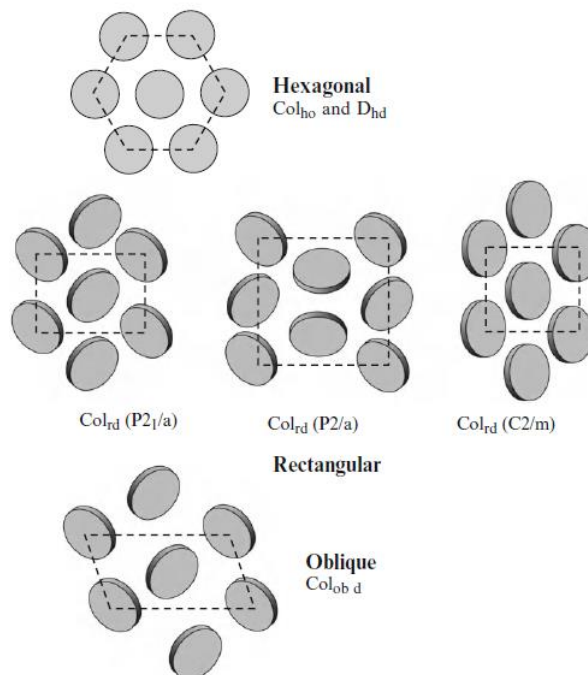 Hexagonal
Colₕₒ and Dₕd
Colrd (P2₁/a)
Colrd (P2/a)
Colrd (C2/m)
Rectangular
Oblique
Colob d